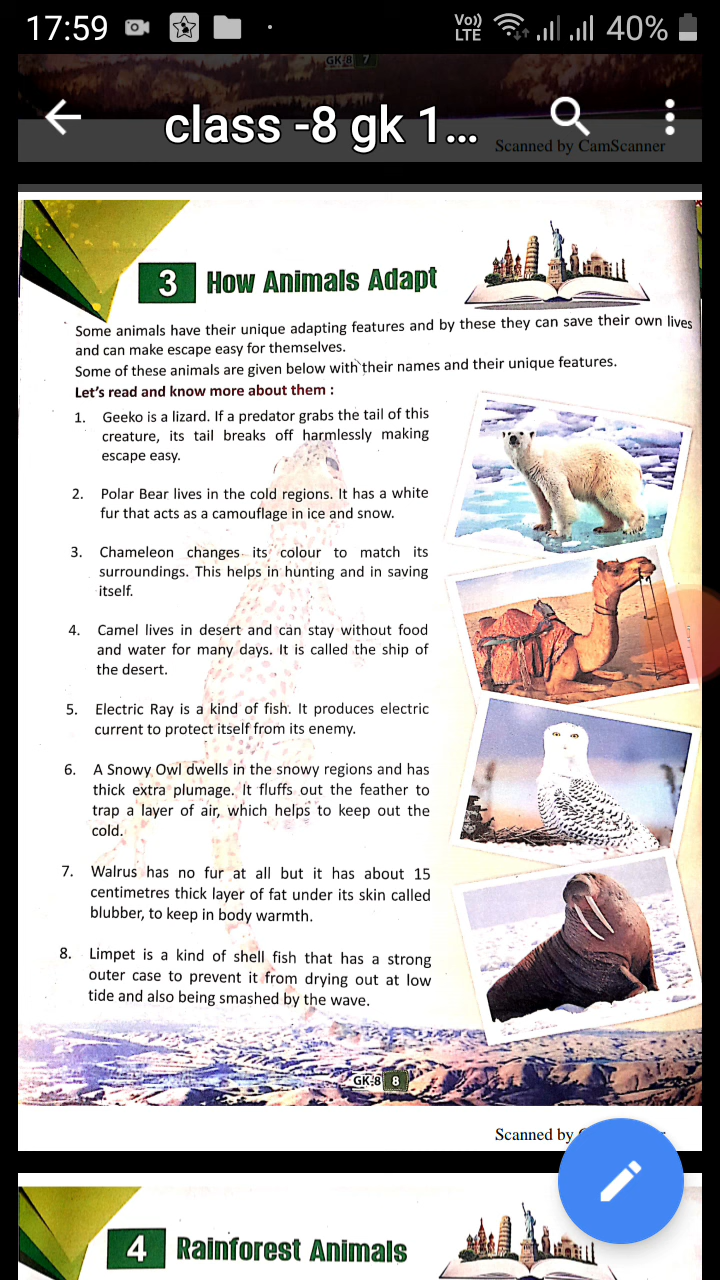 17:59
Vo))
LTE
40%
GK-8 7
class -8 gk 1...
Scanned by CamScanner
3 How Animals Adapt
Some animals have their unique adapting features and by these they can save their own lives
and can make escape easy for themselves.
Some of these animals are given below with their names and their unique features.
Let's read and know more about them :
1. Geeko is a lizard. If a predator grabs the tail of this
creature, its tail breaks off harmlessly making
escape easy.
2. Polar Bear lives in the cold regions. It has a white
fur that acts as a camouflage in ice and snow.
3. Chameleon changes its colour to match its
surroundings. This helps in hunting and in saving
itself.
4. Camel lives in desert and can stay without food
and water for many days. It is called the ship of
the desert.
5. Electric Ray is a kind of fish. It produces electric
current to protect itself from its enemy.
6. A Snowy Owl dwells in the snowy regions and has
thick extra plumage. It fluffs out the feather to
trap a layer of air, which helps to keep out the
cold.
7. Walrus has no fur at all but it has about 15
centimetres thick layer of fat under its skin called
blubber, to keep in body warmth.
8. Limpet is a kind of shell fish that has a strong
outer case to prevent it from drying out at low
tide and also being smashed by the wave.
GK-8 8
Scanned by
4 Rainforest Animals